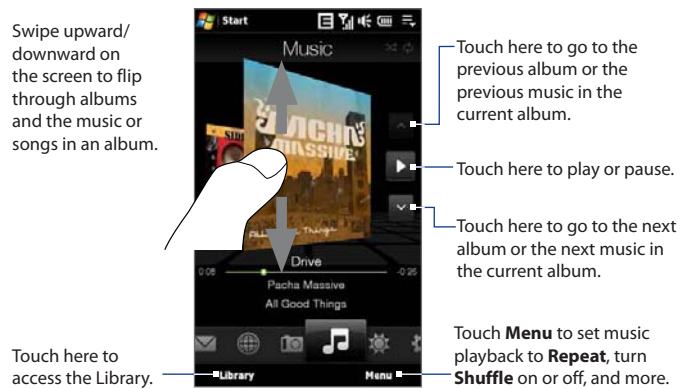 Swipe upward/
downward on
the screen to flip
through albums
and the music or
songs in an album.
Start
Music
PACHA
MASSIVE
Touch here to go to the
previous album or the
previous music in the
current album.
Touch here to play or pause.
Touch here to go to the next
album or the next music in
the current album.
Drive
0:05
-0:25
Pacha Massive
All Good Things
Touch here to
access the Library.
Library
Menu
Touch Menu to set music
playback to Repeat, turn
Shuffle on or off, and more.